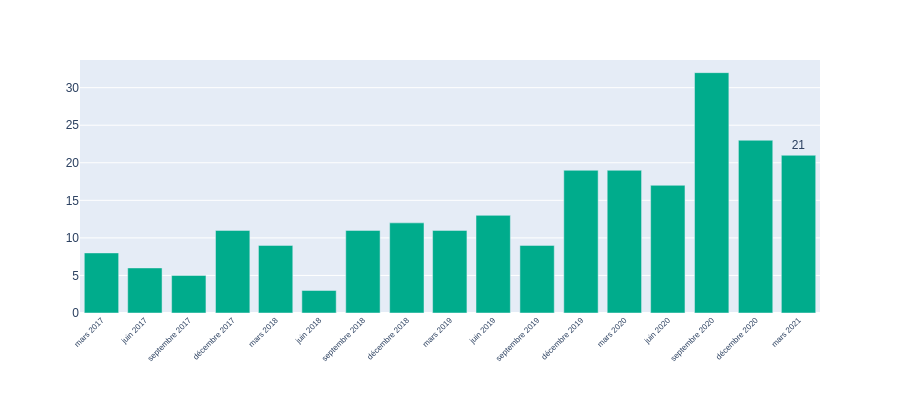 30
25
20
15
10
5
0
21
mars 2017
juin 2017
septembre 2017
décembre 2017
mars 2018
juin 2018
septembre 2018
décembre 2018
mars 2019
juin 2019
septembre 2019
décembre 2019
mars 2020
juin 2020
septembre 2020
décembre 2020
mars 2021